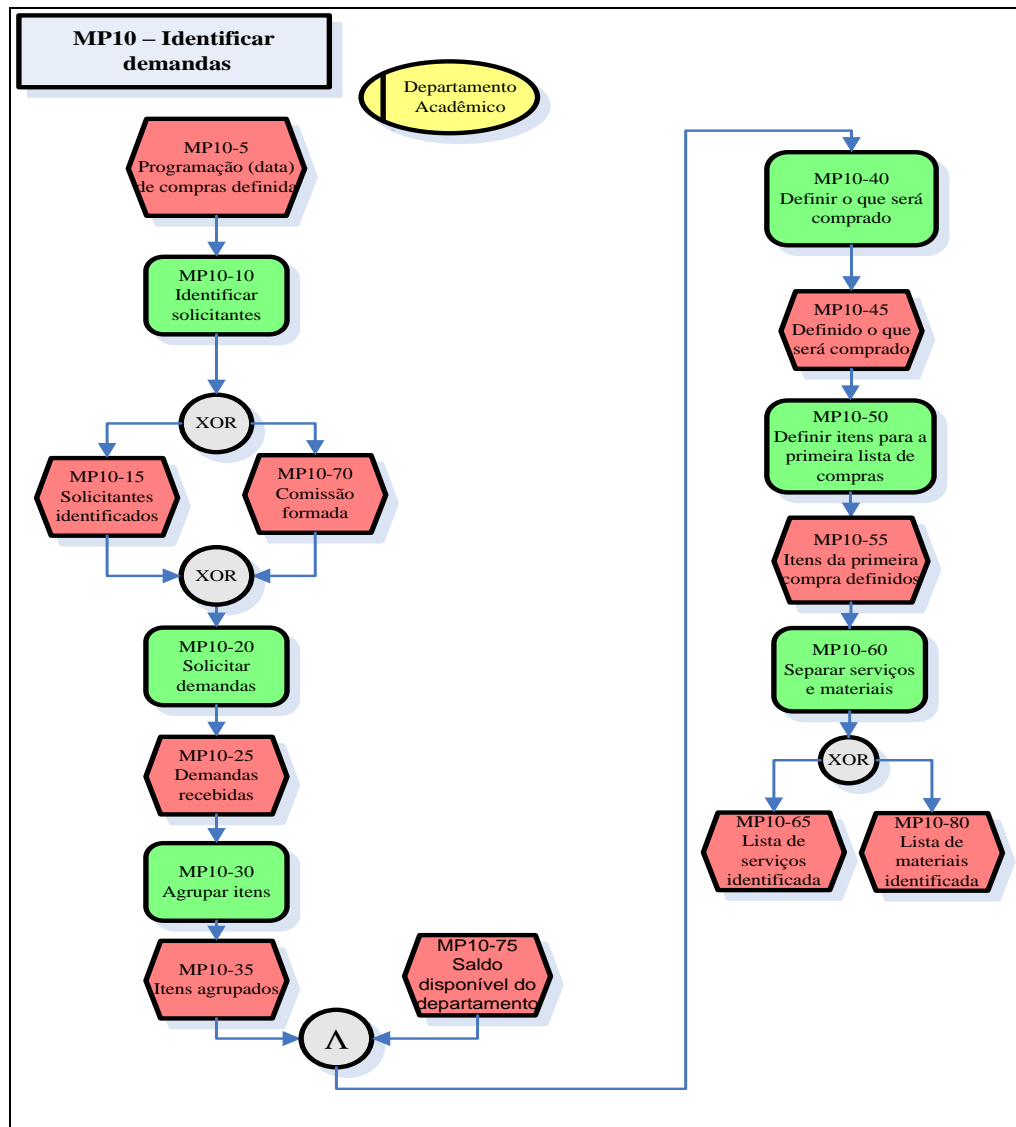 MP10 – Identificar
demandas
Departamento
Acadêmico
MP10-5
Programação (data)
de compras definida
MP10-10
Identificar
solicitantes
XOR
MP10-15
Solicitantes
identificados
MP10-70
Comissão
formada
XOR
MP10-20
Solicitar
demandas
MP10-25
Demandas
recebidas
MP10-30
Agrupar itens
MP10-35
Itens agrupados
MP10-75
Saldo
disponível do
departamento
Λ
MP10-40
Definir o que será
comprado
MP10-45
Definido o que
será comprado
MP10-50
Definir itens para a
primeira lista de
compras
MP10-55
Itens da primeira
compra definidos
MP10-60
Separar serviços
e materiais
XOR
MP10-65
Lista de
serviços
identificada
MP10-80
Lista de
materiais
identificada